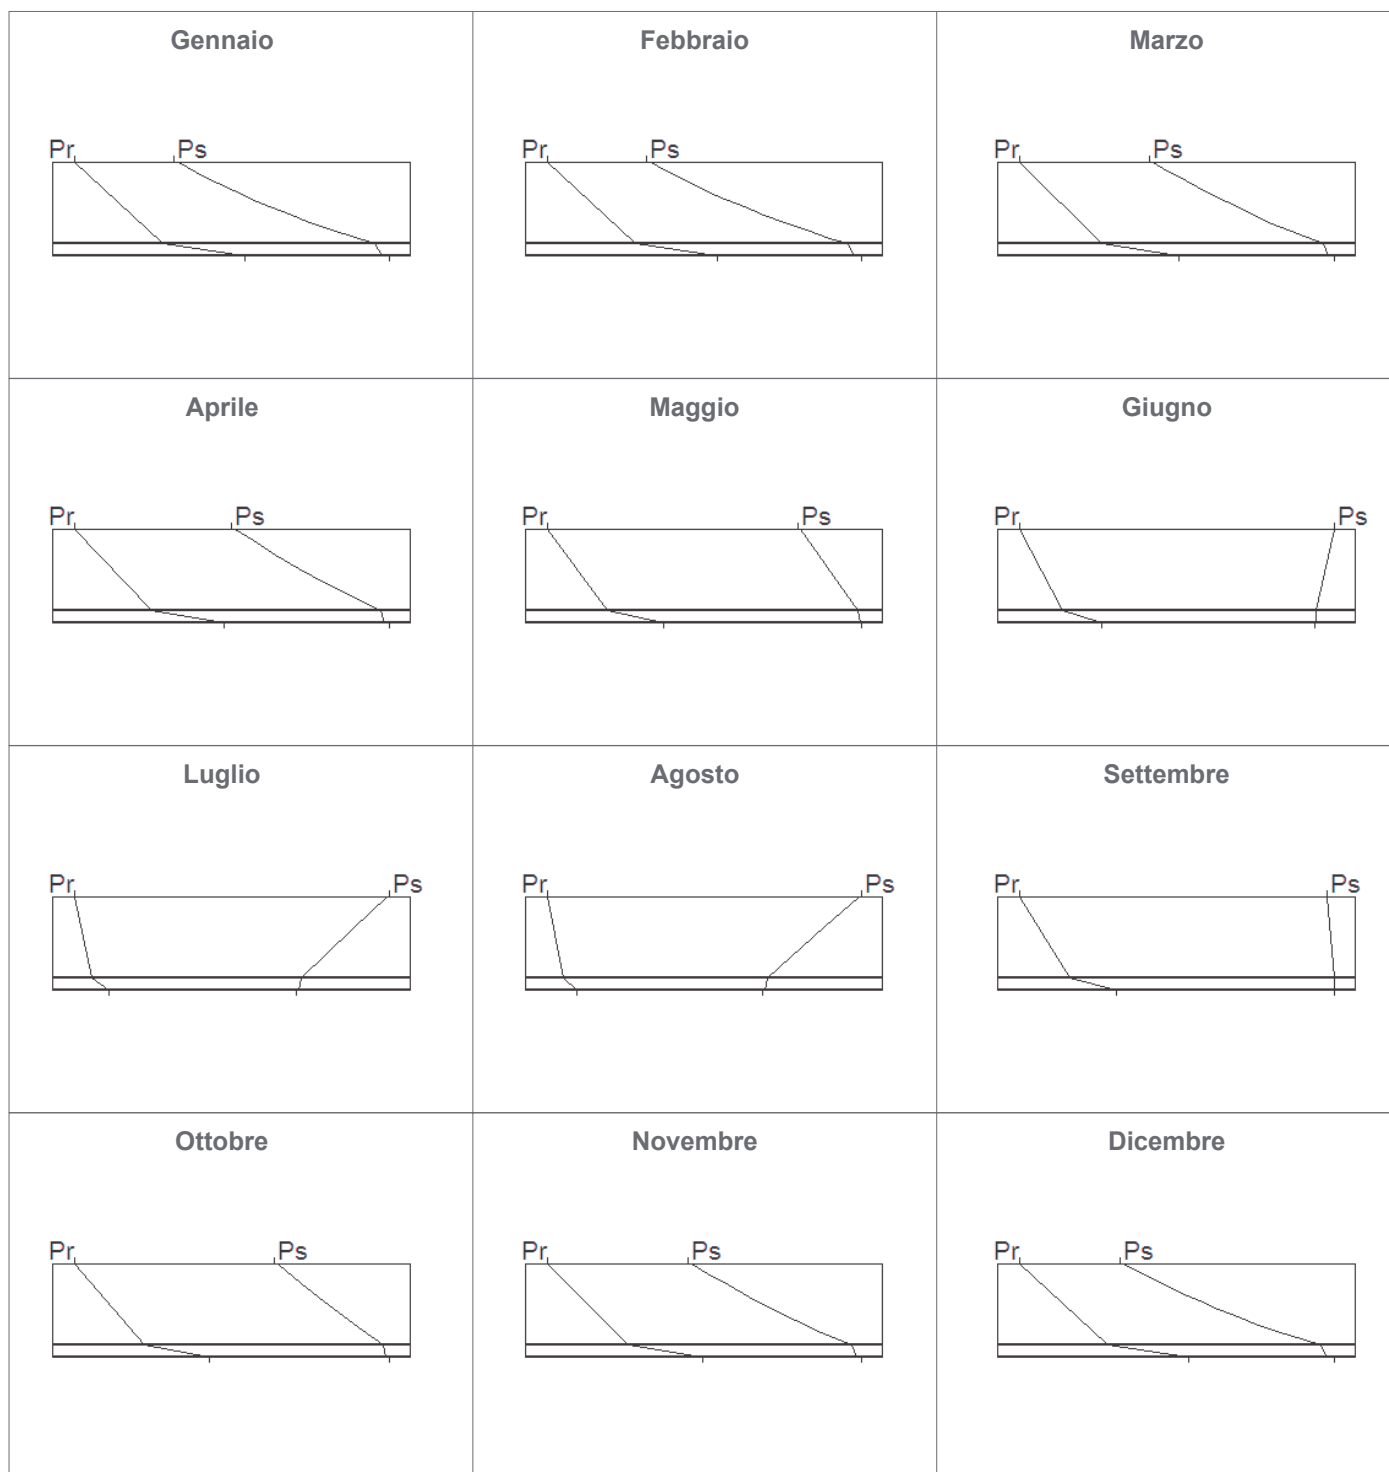 Gennaio Febbraio Marzo
Pr Ps Pr Ps Pr Ps
Aprile Maggio Giugno
Pr Ps Pr Ps Pr Ps
Luglio Agosto Settembre
Pr Ps Pr Ps Pr Ps
Ottobre Novembre Dicembre
Pr Ps Pr Ps Pr Ps